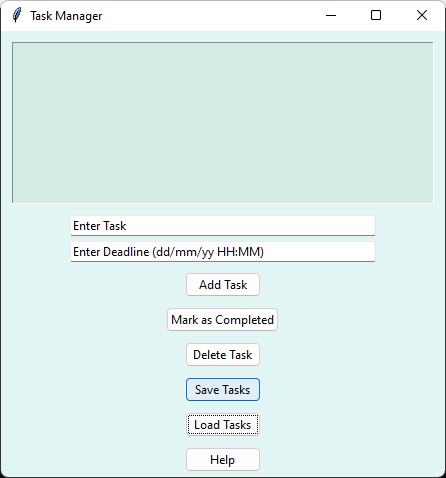 Task Manager
Enter Task
Enter Deadline (dd/mm/yy HH:MM)
Add Task
Mark as Completed
Delete Task
Save Tasks
Load Tasks
Help